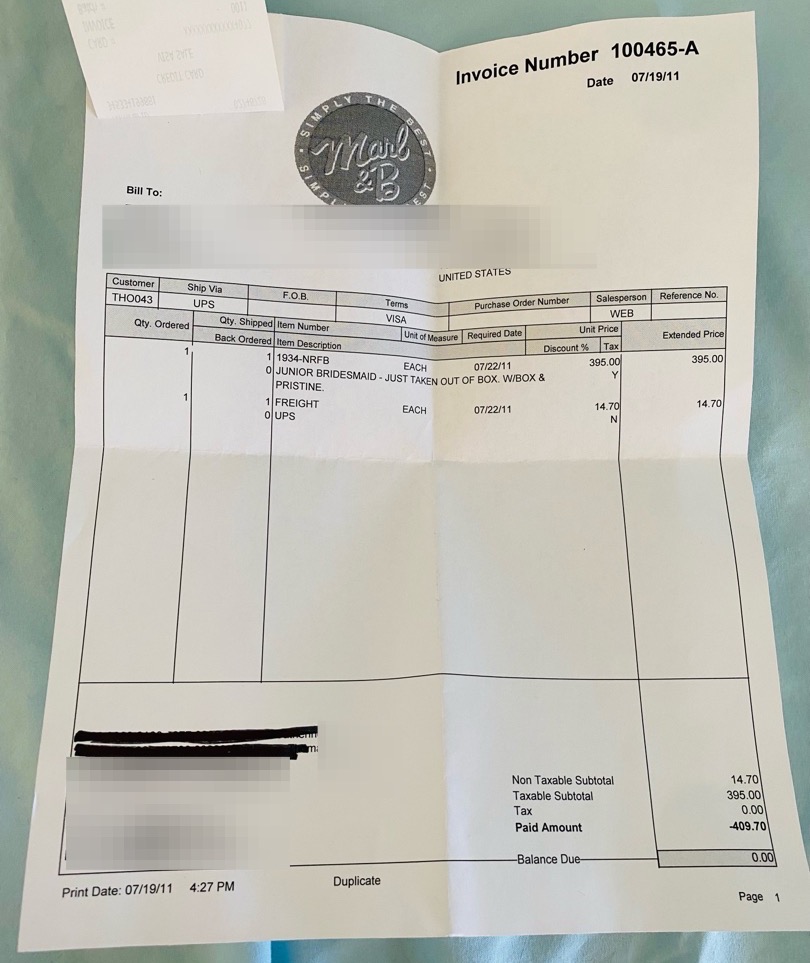 Invoice Number 100465-A
Date 07/19/11
SIMPLY THE BEST
Marl
&B
Bill To:
UNITED STATES
Customer Ship Via F.O.B. Terms Purchase Order Number Salesperson Reference No.
THO043 UPS VISA WEB
Qty. Ordered Qty. Shipped Item Number Unit of Measure Required Date Unit Price Extended Price
Back Ordered Item Description Discount % Tax
1 1 1934-NRFB EACH 07/22/11 395.00 395.00
0 JUNIOR BRIDESMAID - JUST TAKEN OUT OF BOX. W/BOX & Y
PRISTINE.
1 1 FREIGHT EACH 07/22/11 14.70 14.70
0 UPS N
Non Taxable Subtotal 14.70
Taxable Subtotal 395.00
Tax 0.00
Paid Amount -409.70
Balance Due 0.00
Print Date: 07/19/11 4:27 PM
Duplicate
Page 1